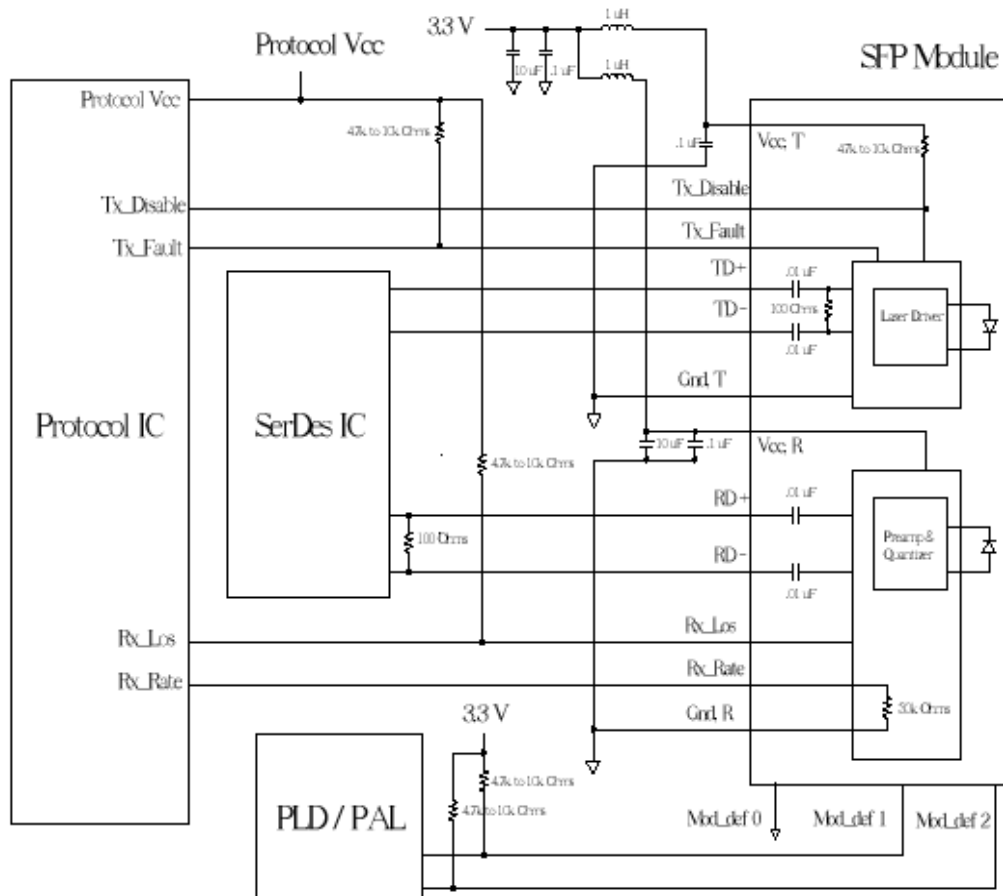 1 uH
3.3 V
Protocol Vcc
SFP Module
10 uF
.1 uF
1 uH
Protocol Vcc
4.7k to 10k Ohms
.1 uF
Vcc, T
4.7k to 10k Ohms
Tx_Disable
Tx_Disable
Tx_Fault
Tx_Fault
TD+
.01 uF
TD-
100 Ohms
Laser Driver
.01 uF
Gnd, T
Protocol IC
SerDes IC
10 uF
.1 uF
Vcc, R
4.7k to 10k Ohms
.01 uF
RD+
100 Ohms
Preamp &
Quantizer
RD-
.01 uF
Rx_Los
Rx_Los
Rx_Rate
Rx_Rate
3.3 V
Gnd, R
30k Ohms
4.7k to 10k Ohms
4.7k to 10k Ohms
PLD / PAL
Mod_def 0
Mod_def 1
Mod_def 2